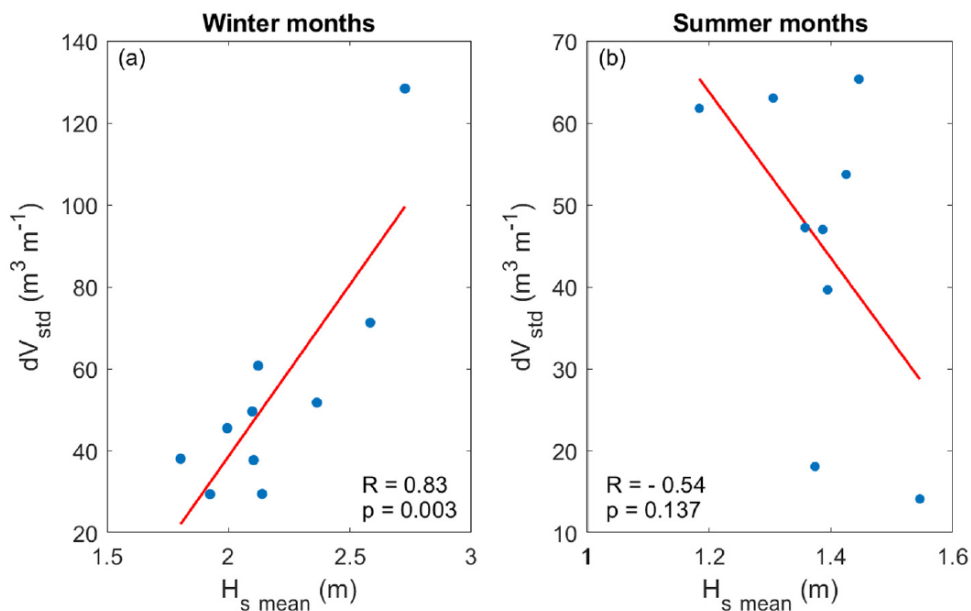 Winter months
(a)
140
120
100
80
60
40
20
dV_std (m³ m⁻¹)
R = 0.83
p = 0.003
1.5 2 2.5 3
H_s mean (m)
Summer months
(b)
70
60
50
40
30
20
10
dV_std (m³ m⁻¹)
R = - 0.54
p = 0.137
1 1.2 1.4 1.6
H_s mean (m)